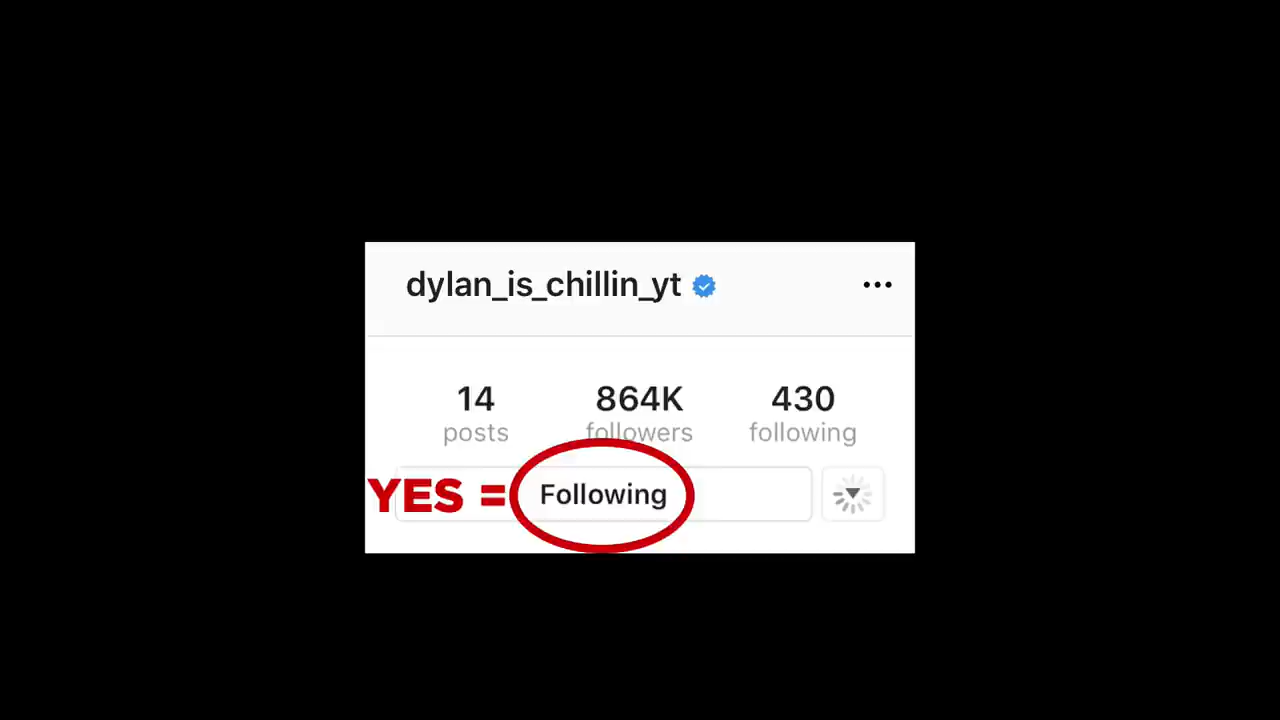 dylan_is_chillin_yt
14 864K 430
posts followers following
YES = Following